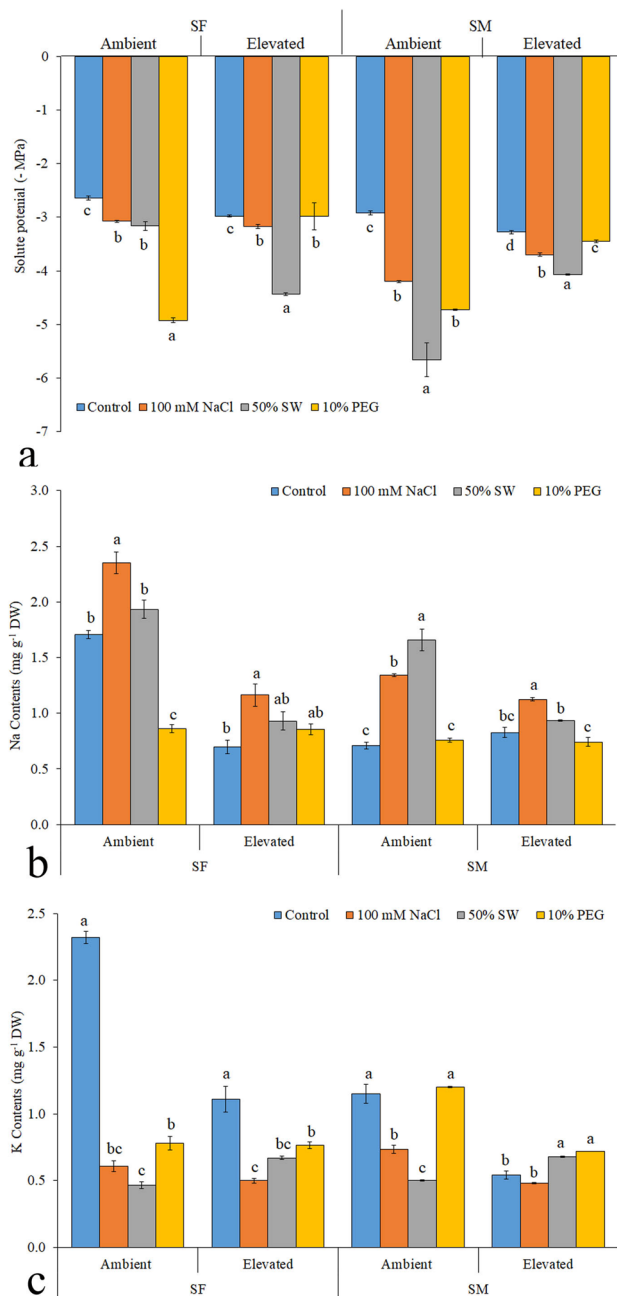 SF SM
Ambient Elevated Ambient Elevated
0
-1
-2
-3
-4
-5
-6
-7
Solute potential (- MPa)
c b b a c b a b c b a b d b a c
Control 100 mM NaCl 50% SW 10% PEG
a
3.0
2.5
2.0
1.5
1.0
0.5
0.0
Na Contents (mg g-1 DW)
Control 100 mM NaCl 50% SW 10% PEG
b a b c b a ab ab c b a c bc a b c
Ambient Elevated Ambient Elevated
SF SM
b
2.5
2.0
1.5
1.0
0.5
0.0
K Contents (mg g-1 DW)
Control 100 mM NaCl 50% SW 10% PEG
a bc c b a c bc b a b c a b b a a
Ambient Elevated Ambient Elevated
SF SM
c